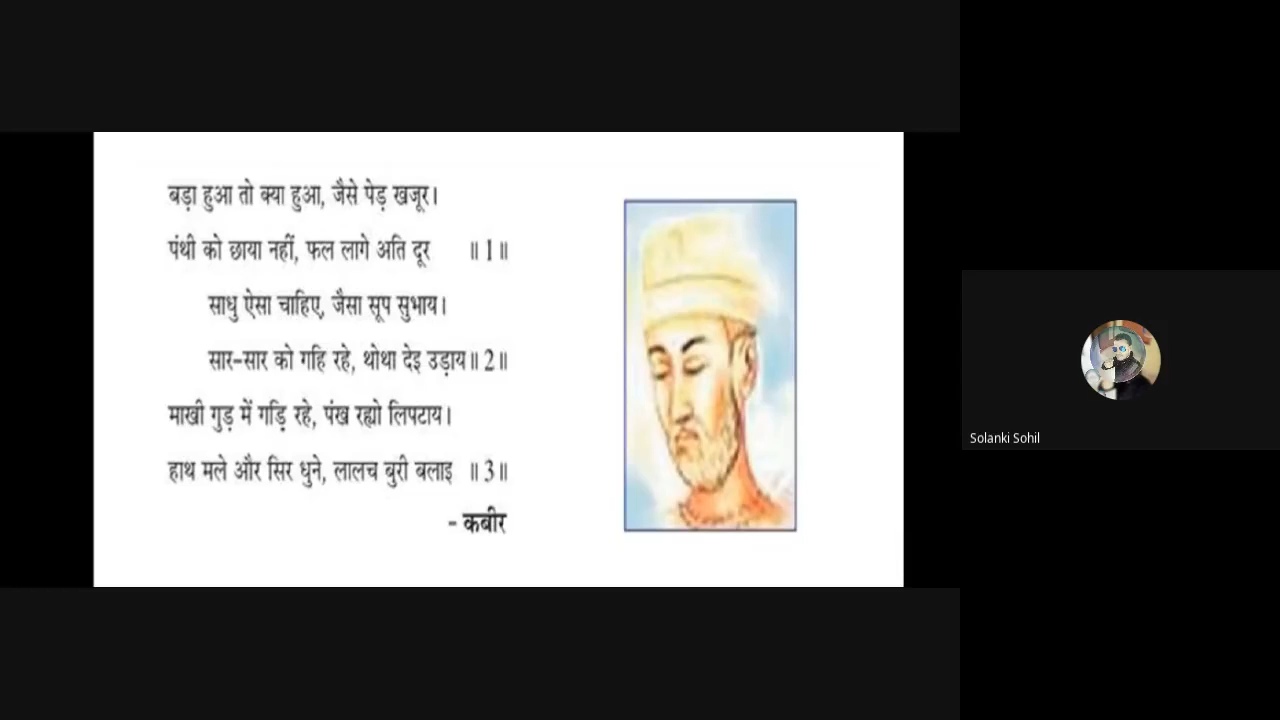 बड़ा हुआ तो क्या हुआ, जैसे पेड़ खजूर।
पंथी को छाया नहीं, फल लागे अति दूर ॥1॥
साधु ऐसा चाहिए, जैसा सूप सुभाय।
सार-सार को गहि रहे, थोथा देइ उड़ाय॥2॥
माखी गुड़ में गड़ि रहे, पंख रह्यो लिपटाय।
हाथ मले और सिर धुने, लालच बुरी बलाइ ॥3॥
- कबीर
Solanki Sohil